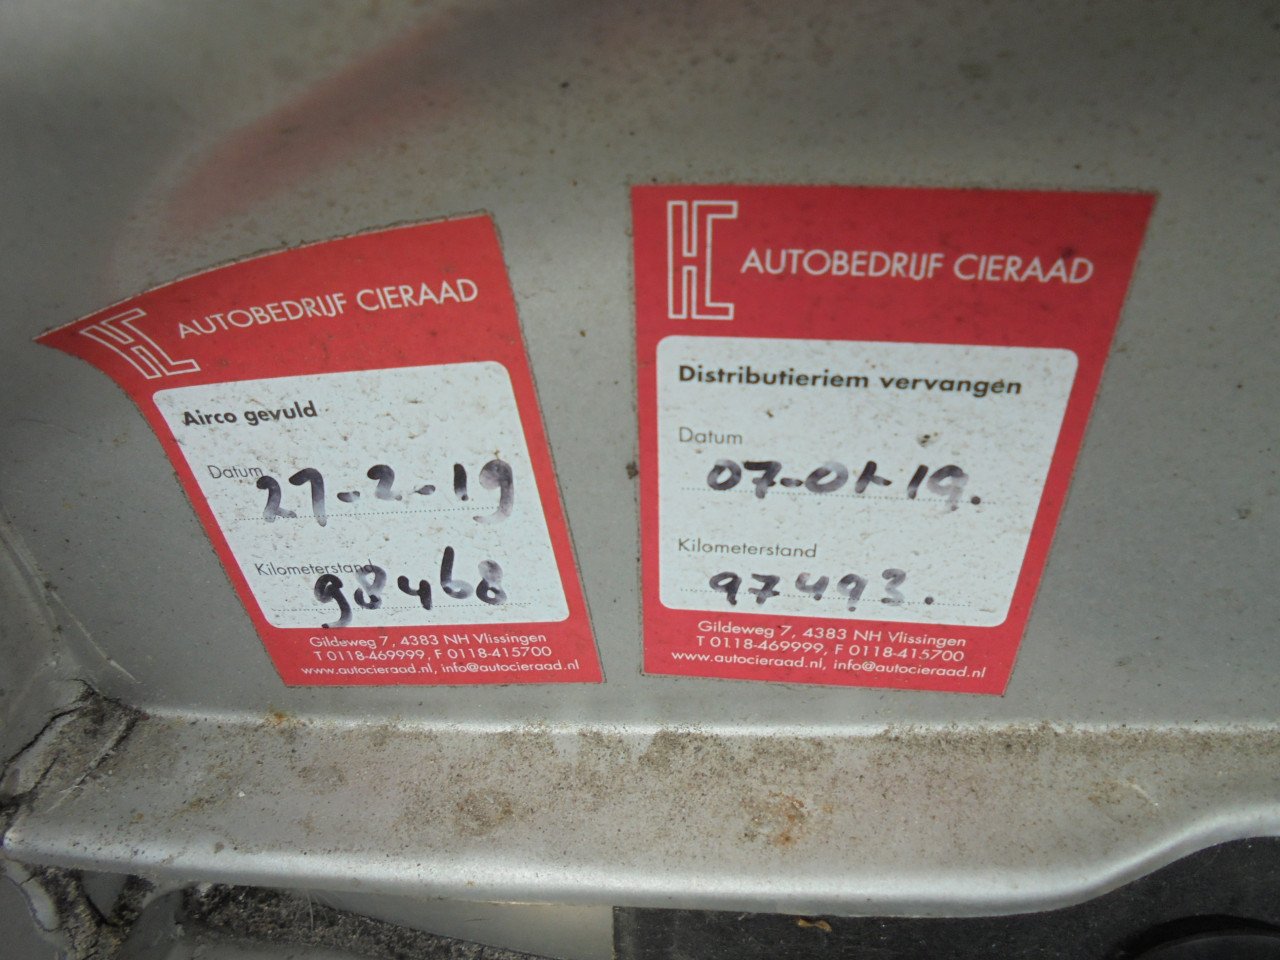 AUTOBEDRIJF CIERAAD
Airco gevuld
Datum 27-2-19
Kilometerstand 98468
Gildeweg 7, 4383 NH Vlissingen
T 0118-469999, F 0118-415700
www.autocieraad.nl, info@autocieraad.nl
HC AUTOBEDRIJF CIERAAD
Distributieriem vervangen
Datum
07-01-19.
Kilometerstand
97493.
Gildeweg 7, 4383 NH Vlissingen
T 0118-469999, F 0118-415700
www.autocieraad.nl, info@autocieraad.nl